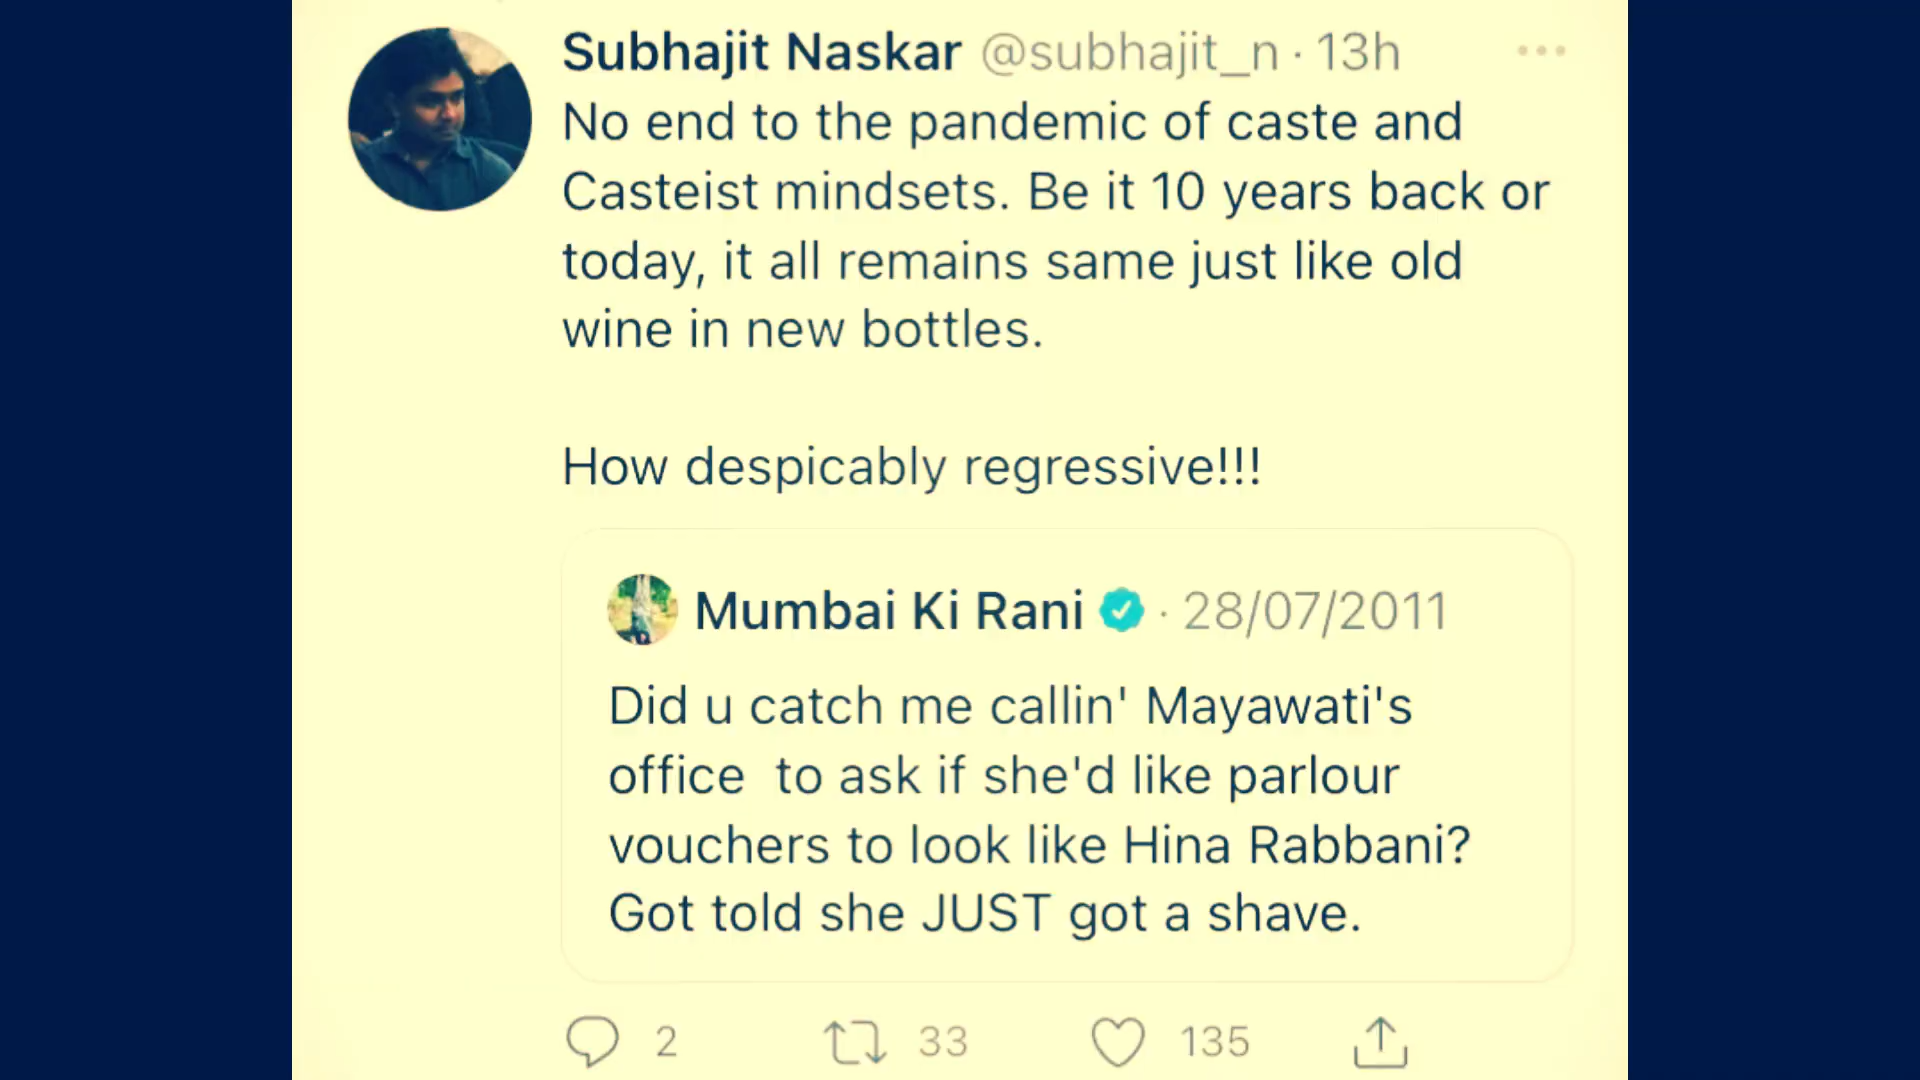 Subhajit Naskar @subhajit_n · 13h
No end to the pandemic of caste and
Casteist mindsets. Be it 10 years back or
today, it all remains same just like old
wine in new bottles.
How despicably regressive!!!
Mumbai Ki Rani · 28/07/2011
Did u catch me callin' Mayawati's
office  to ask if she'd like parlour
vouchers to look like Hina Rabbani?
Got told she JUST got a shave.
2 33 135